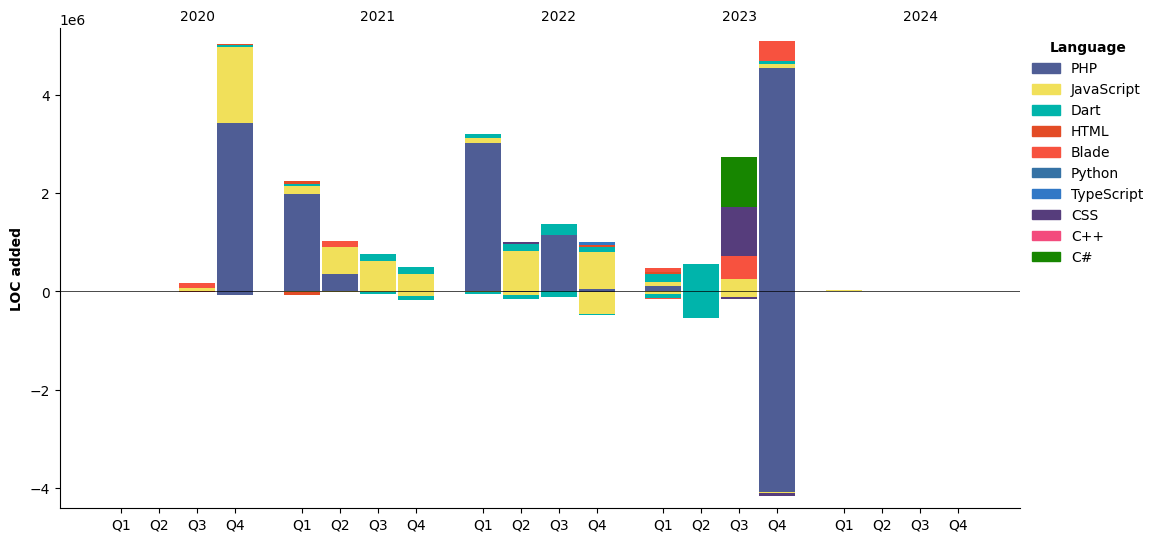 1e6
2020 2021 2022 2023 2024
Language
PHP
JavaScript
Dart
HTML
Blade
Python
TypeScript
CSS
C++
C#
LOC added
4
2
0
−2
−4
Q1 Q2 Q3 Q4 Q1 Q2 Q3 Q4 Q1 Q2 Q3 Q4 Q1 Q2 Q3 Q4 Q1 Q2 Q3 Q4